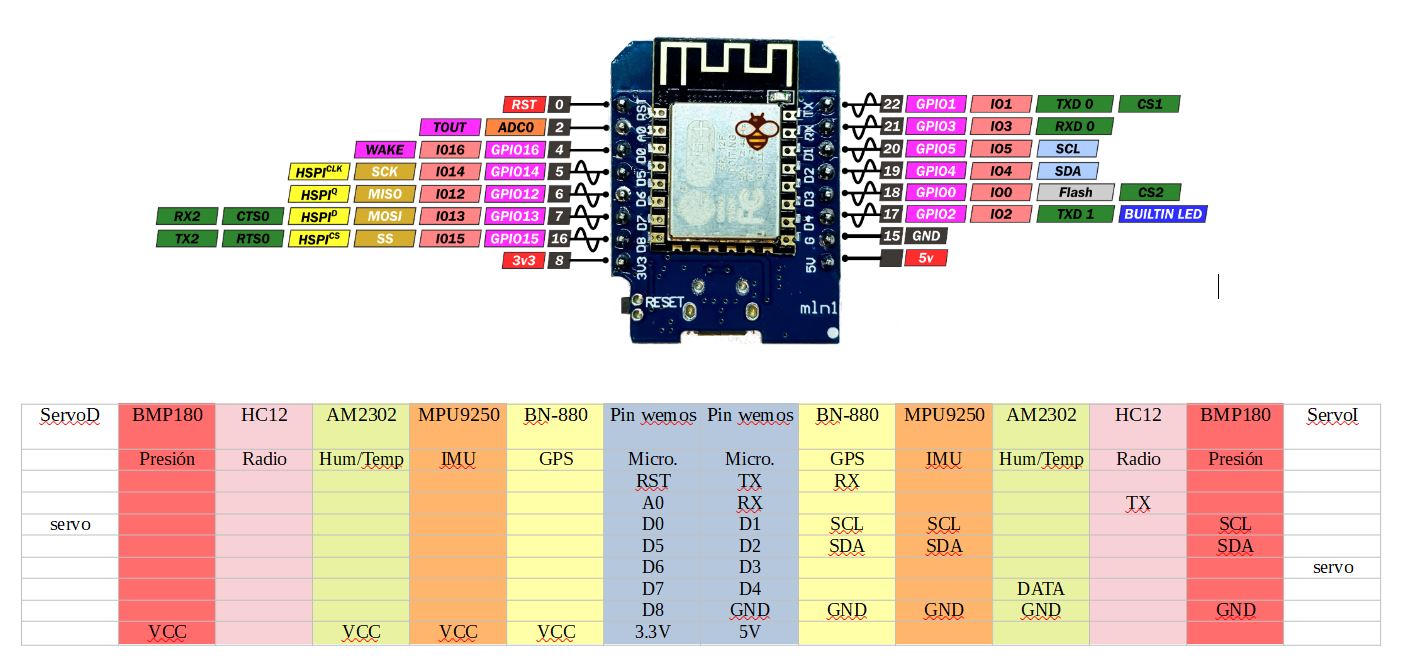 RST 0
TOUT ADC0 2
WAKE IO16 GPIO16 4
HSPICLK SCK IO14 GPIO14 5
HSPIQ MISO IO12 GPIO12 6
RX2 CTS0 HSPID MOSI IO13 GPIO13 7
TX2 RTS0 HSPICS SS IO15 GPIO15 16
3v3 8
RST
A0
D0
D5
D6
D7
D8
3V3
RESET
TX
RX
D1
D2
D3
D4
G
5V
mIn1
22 GPIO1 IO1 TXD 0 CS1
21 GPIO3 IO3 RXD 0
20 GPIO5 IO5 SCL
19 GPIO4 IO4 SDA
18 GPIO0 IO0 Flash CS2
17 GPIO2 IO2 TXD 1 BUILTIN LED
15 GND
5v
ServoD BMP180 HC12 AM2302 MPU9250 BN-880 Pin wemos Pin wemos BN-880 MPU9250 AM2302 HC12 BMP180 ServoI
Presión Radio Hum/Temp IMU GPS Micro. Micro. GPS IMU Hum/Temp Radio Presión
RST TX RX
A0 RX TX
servo D0 D1 SCL SCL SCL
D5 D2 SDA SDA SDA
D6 D3 servo
D7 D4 DATA
D8 GND GND GND GND GND
VCC VCC VCC VCC 3.3V 5V